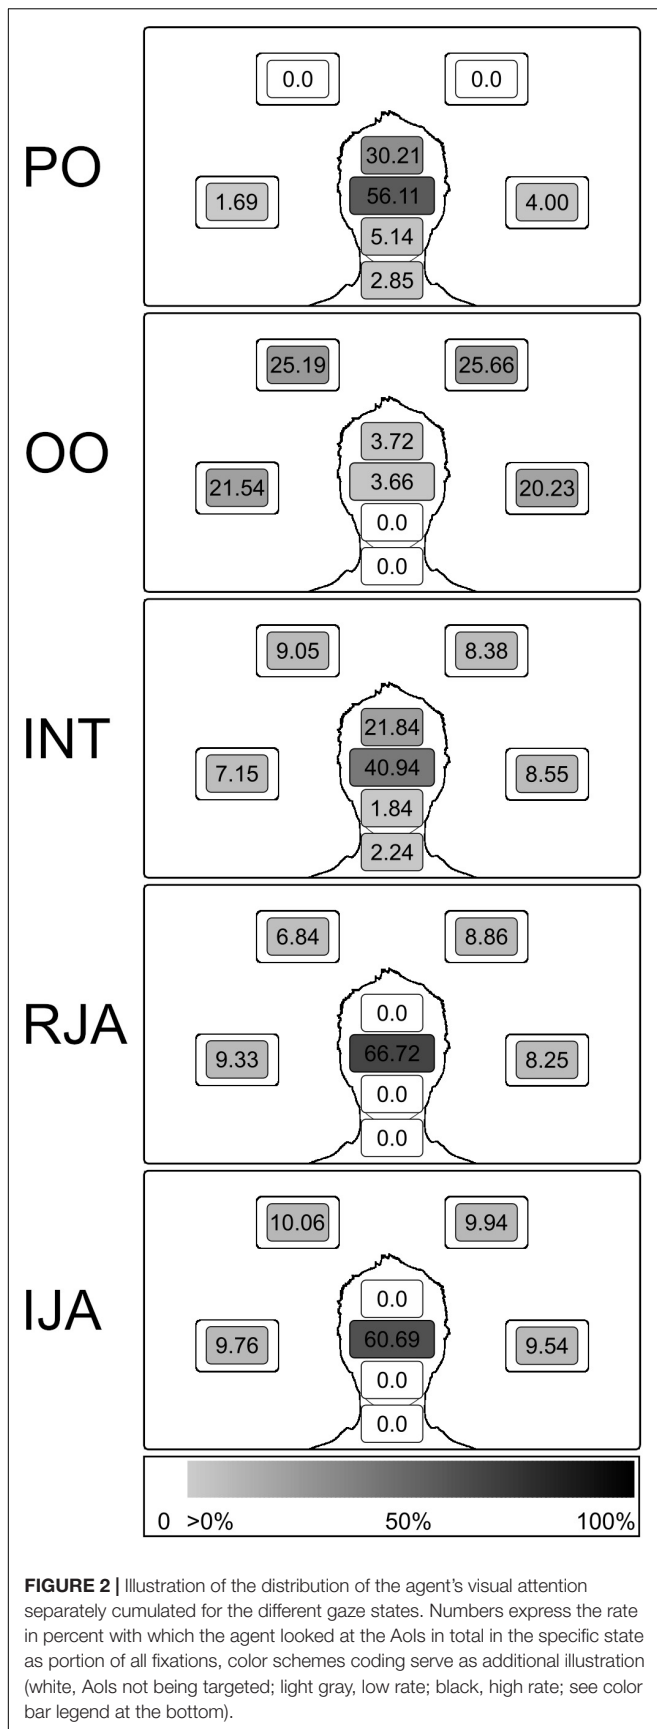 PO
0.0 0.0
30.21
56.11
1.69 4.00
5.14
2.85
OO
25.19 25.66
3.72
3.66
21.54 20.23
0.0
0.0
INT
9.05 8.38
21.84
40.94
7.15 8.55
1.84
2.24
RJA
6.84 8.86
0.0
66.72
9.33 8.25
0.0
0.0
IJA
10.06 9.94
0.0
60.69
9.76 9.54
0.0
0.0
0 >0% 50% 100%
FIGURE 2 | Illustration of the distribution of the agent's visual attention
separately cumulated for the different gaze states. Numbers express the rate
in percent with which the agent looked at the AoIs in total in the specific state
as portion of all fixations, color schemes coding serve as additional illustration
(white, AoIs not being targeted; light gray, low rate; black, high rate; see color
bar legend at the bottom).